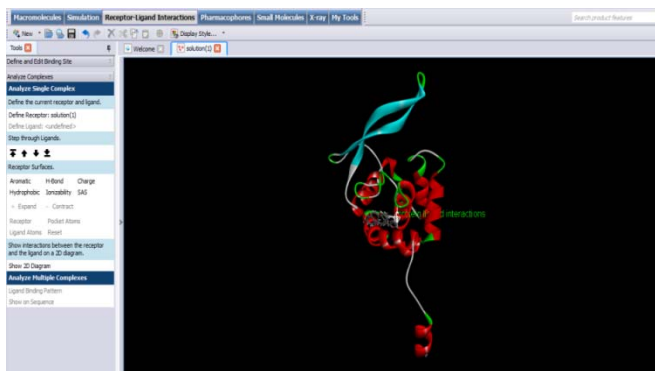 Macromolecules Simulation Receptor-Ligand Interactions Pharmacophores Small Molecules X-ray My Tools
Search product features
New
Display Style...
Tools
Welcome
solution(1)
Define and Edit Binding Site
Analyze Complexes
Analyze Single Complex
Define the current receptor and ligand.
Define Receptor: solution(1)
Define Ligand: <undefined>
Step through Ligands.
Receptor Surfaces.
Aromatic H-Bond Charge
Hydrophobic Ionizability SAS
+ Expand - Contract
Receptor Pocket Atoms
Ligand Atoms Reset
Show interactions between the receptor
and the ligand on a 2D diagram.
Show 2D Diagram
Analyze Multiple Complexes
Ligand Binding Pattern
Show on Sequence
interactions